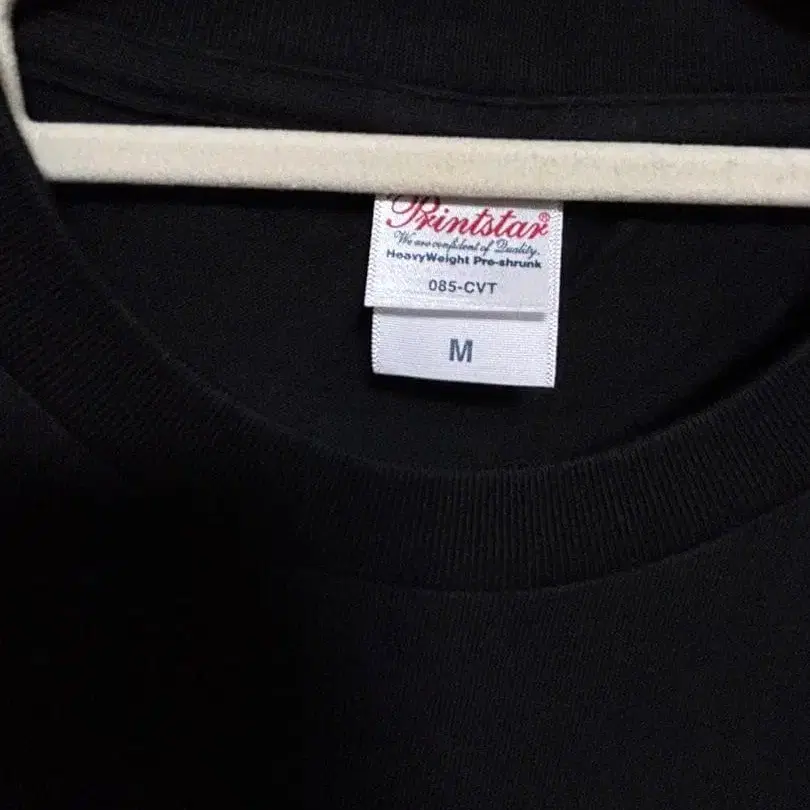 Printstar®
We are confident of Quality.
HeavyWeight Pre-shrunk
085-CVT
M